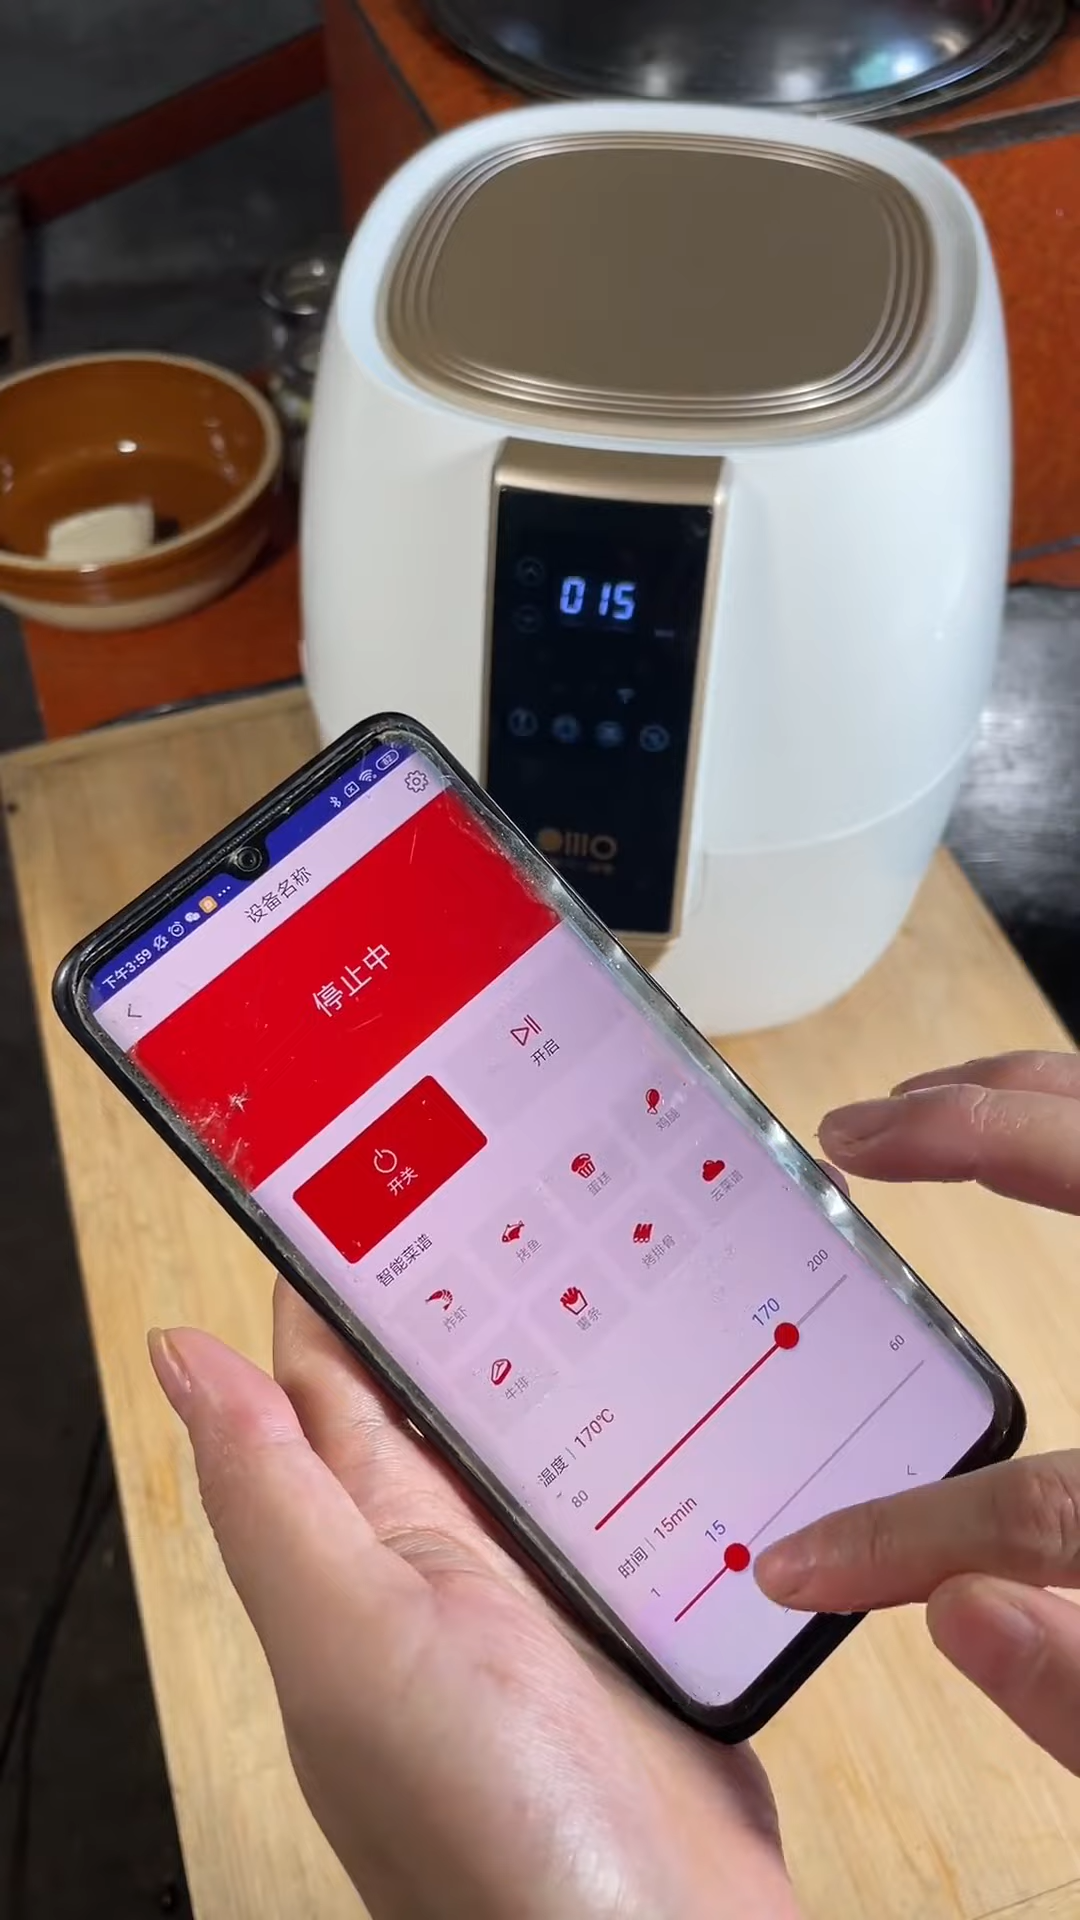 015
下午3:59
82
设备名称
停止中
开关
开启
智能菜谱
炸虾
烤鱼
蛋糕
鸡腿
牛排
薯条
烤排骨
云菜谱
温度 | 170℃
80
170
200
时间 | 15min
1
15
60